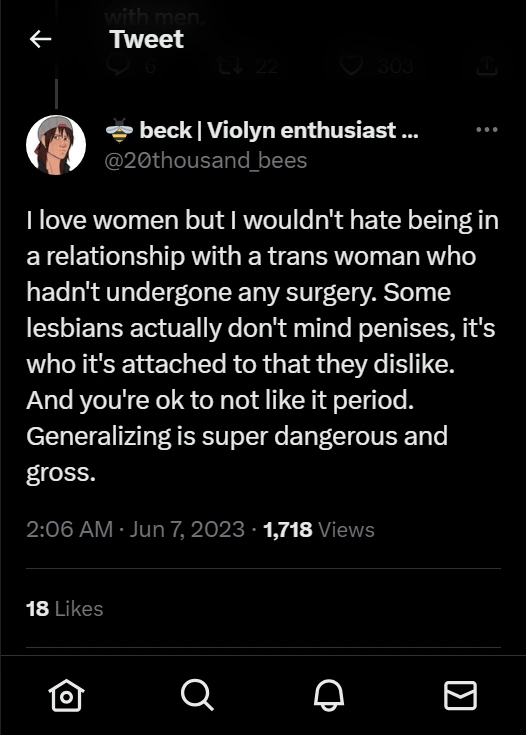 with men.
Tweet
6 22 303
beck | Violyn enthusiast ...
@20thousand_bees
I love women but I wouldn't hate being in
a relationship with a trans woman who
hadn't undergone any surgery. Some
lesbians actually don't mind penises, it's
who it's attached to that they dislike.
And you're ok to not like it period.
Generalizing is super dangerous and
gross.
2:06 AM · Jun 7, 2023 · 1,718 Views
18 Likes